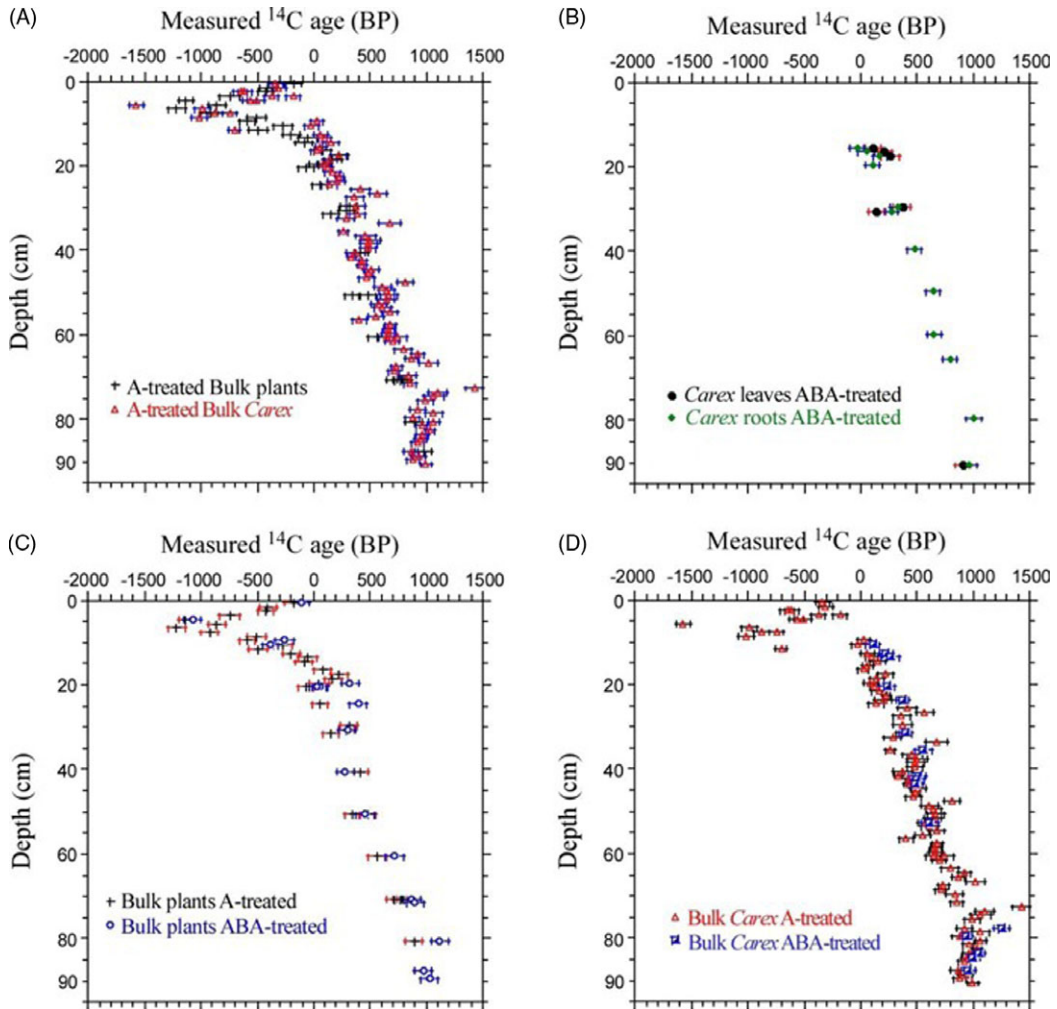 (A)
Measured ¹⁴C age (BP)
-2000 -1500 -1000 -500 0 500 1000 1500
0
20
40
60
80
90
Depth (cm)
A-treated Bulk plants
A-treated Bulk Carex
(B)
Measured ¹⁴C age (BP)
-2000 -1500 -1000 -500 0 500 1000 1500
0
20
40
60
80
90
Depth (cm)
Carex leaves ABA-treated
Carex roots ABA-treated
(C)
Measured ¹⁴C age (BP)
-2000 -1500 -1000 -500 0 500 1000 1500
0
20
40
60
80
90
Depth (cm)
Bulk plants A-treated
Bulk plants ABA-treated
(D)
Measured ¹⁴C age (BP)
-2000 -1500 -1000 -500 0 500 1000 1500
0
20
40
60
80
90
Depth (cm)
Bulk Carex A-treated
Bulk Carex ABA-treated